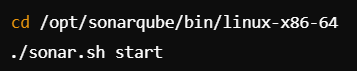 cd /opt/sonarqube/bin/linux-x86-64
./sonar.sh start